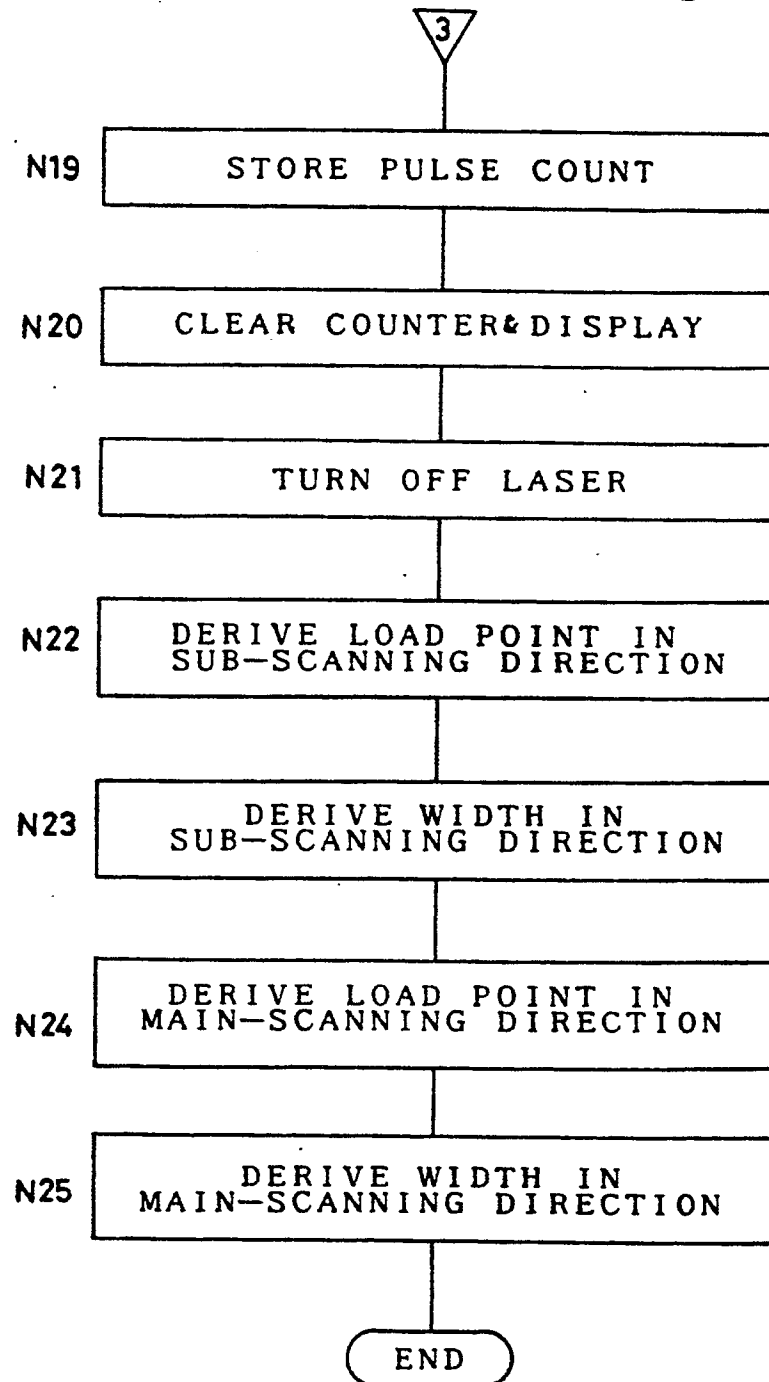 3
N19 STORE PULSE COUNT
N20 CLEAR COUNTER&DISPLAY
N21 TURN OFF LASER
N22 DERIVE LOAD POINT IN
SUB-SCANNING DIRECTION
N23 DERIVE WIDTH IN
SUB-SCANNING DIRECTION
N24 DERIVE LOAD POINT IN
MAIN-SCANNING DIRECTION
N25 DERIVE WIDTH IN
MAIN-SCANNING DIRECTION
END